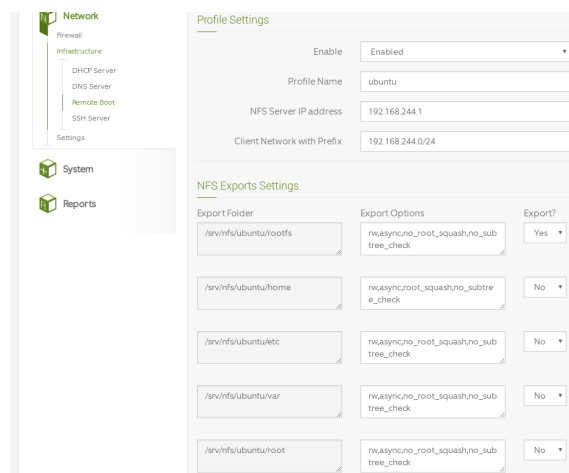 Network
Firewall
Infrastructure
DHCP Server
DNS Server
Remote Boot
SSH Server
Settings
System
Reports
Profile Settings
Enable Enabled
Profile Name ubuntu
NFS Server IP address 192.168.244.1
Client Network with Prefix 192.168.244.0/24
NFS Exports Settings
Export Folder Export Options Export?
/srv/nfs/ubuntu/rootfs rw,async,no_root_squash,no_sub Yes
tree_check
/srv/nfs/ubuntu/home rw,async,root_squash,no_subtre No
e_check
/srv/nfs/ubuntu/etc rw,async,no_root_squash,no_sub No
tree_check
/srv/nfs/ubuntu/var rw,async,no_root_squash,no_sub No
tree_check
/srv/nfs/ubuntu/root rw,async,no_root_squash,no_sub No
tree_check